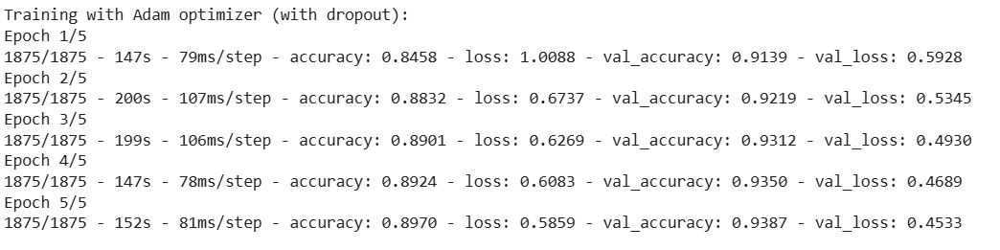 Training with Adam optimizer (with dropout):
Epoch 1/5
1875/1875 - 147s - 79ms/step - accuracy: 0.8458 - loss: 1.0088 - val_accuracy: 0.9139 - val_loss: 0.5928
Epoch 2/5
1875/1875 - 200s - 107ms/step - accuracy: 0.8832 - loss: 0.6737 - val_accuracy: 0.9219 - val_loss: 0.5345
Epoch 3/5
1875/1875 - 199s - 106ms/step - accuracy: 0.8901 - loss: 0.6269 - val_accuracy: 0.9312 - val_loss: 0.4930
Epoch 4/5
1875/1875 - 147s - 78ms/step - accuracy: 0.8924 - loss: 0.6083 - val_accuracy: 0.9350 - val_loss: 0.4689
Epoch 5/5
1875/1875 - 152s - 81ms/step - accuracy: 0.8970 - loss: 0.5859 - val_accuracy: 0.9387 - val_loss: 0.4533